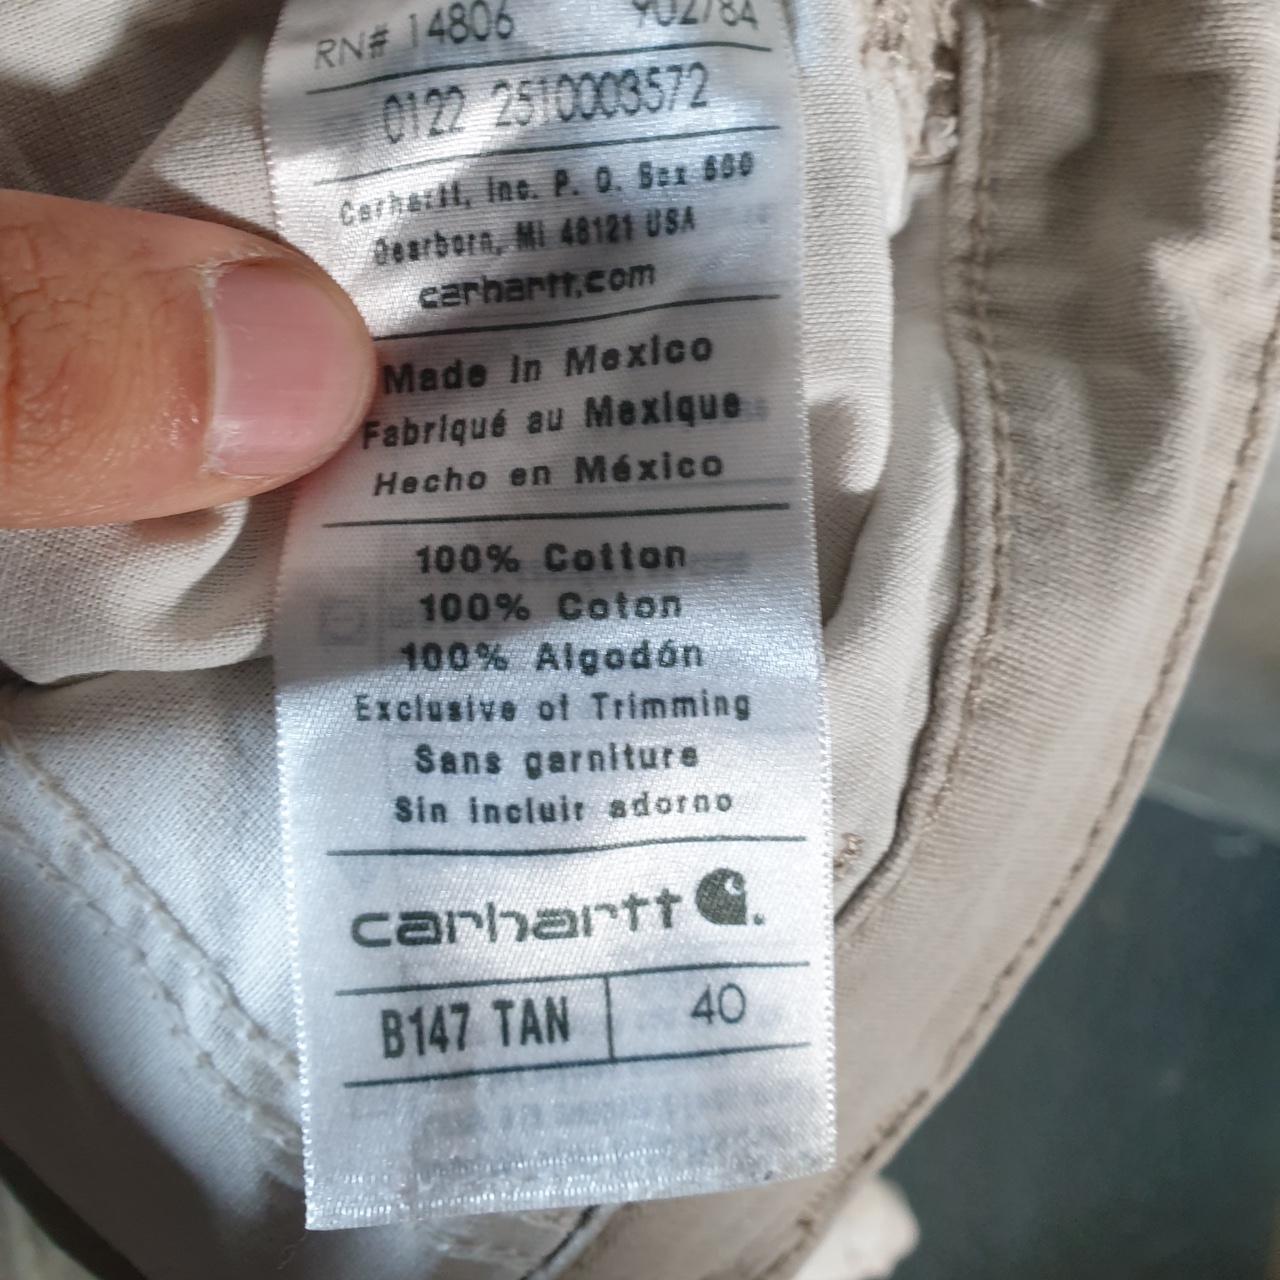 RN# 14806 90278A
0122 2510003572
Carhartt, Inc. P. O. Box 600
Dearborn, MI 48121 USA
carhartt.com
Made in Mexico
Fabriqué au Mexique
Hecho en México
100% Cotton
100% Coton
100% Algodón
Exclusive of Trimming
Sans garniture
Sin incluir adorno
carhartt
B147 TAN 40